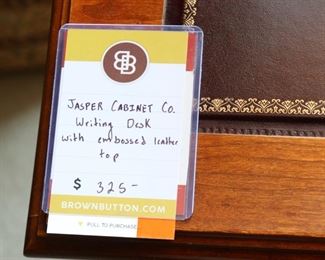 BB
JASPER CABINET CO.
Writing Desk
with embossed leather
top
$ 325-
BROWNBUTTON.COM
PULL TO PURCHASE